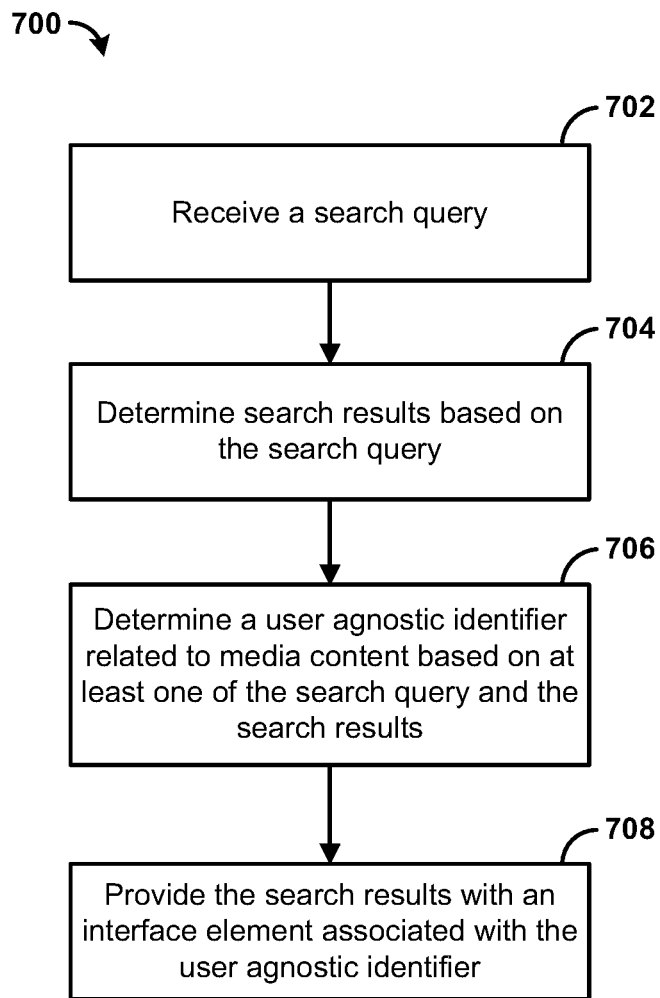 700
702
Receive a search query
704
Determine search results based on
the search query
706
Determine a user agnostic identifier
related to media content based on at
least one of the search query and the
search results
708
Provide the search results with an
interface element associated with the
user agnostic identifier